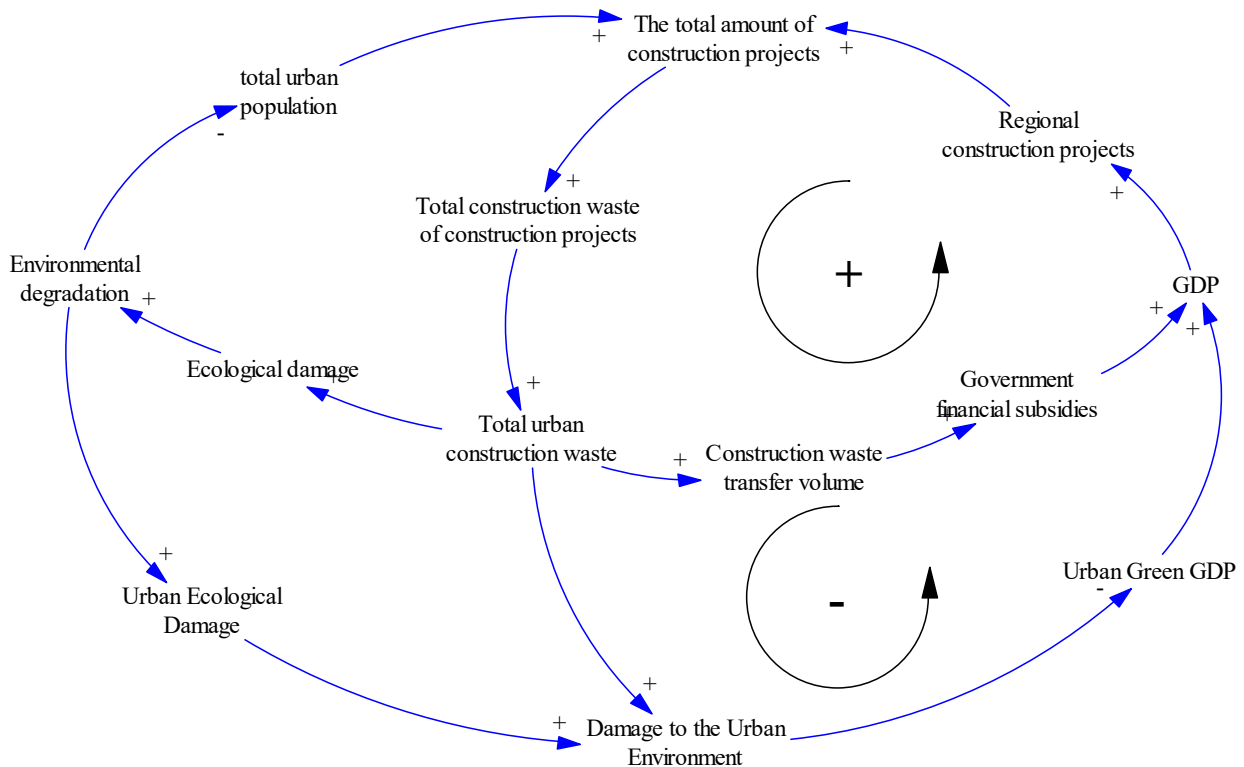 The total amount of
construction projects
+
+
total urban
population
-
Regional
construction projects
+
+
Total construction waste
of construction projects
+
Environmental
degradation
+
GDP
+
+
Ecological damage
+
+
Government
financial subsidies
+
Total urban
construction waste
+
Construction waste
transfer volume
+
Urban Ecological
Damage
-
Urban Green GDP
-
+
+
Damage to the Urban
Environment